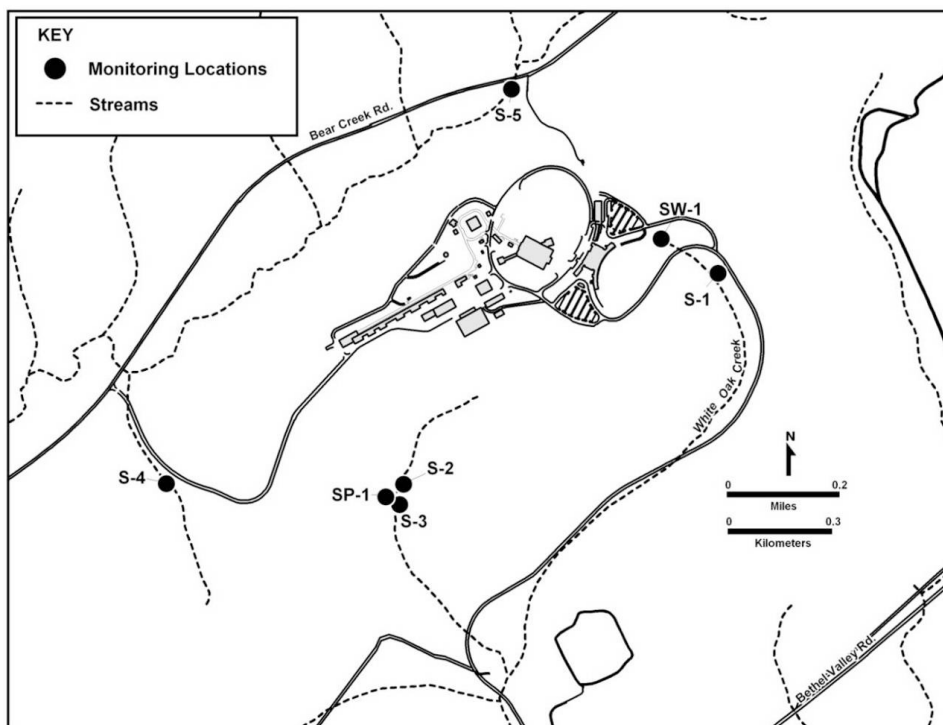 KEY
Monitoring Locations
Streams
Bear Creek Rd.
S-5
SW-1
S-1
White Oak Creek
S-4
S-2
SP-1
S-3
N
0 0.2
Miles
0 0.3
Kilometers
Bethel Valley Rd.